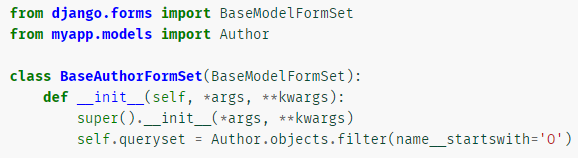 from django.forms import BaseModelFormSet
from myapp.models import Author

class BaseAuthorFormSet(BaseModelFormSet):
    def __init__(self, *args, **kwargs):
        super().__init__(*args, **kwargs)
        self.queryset = Author.objects.filter(name__startswith='O')